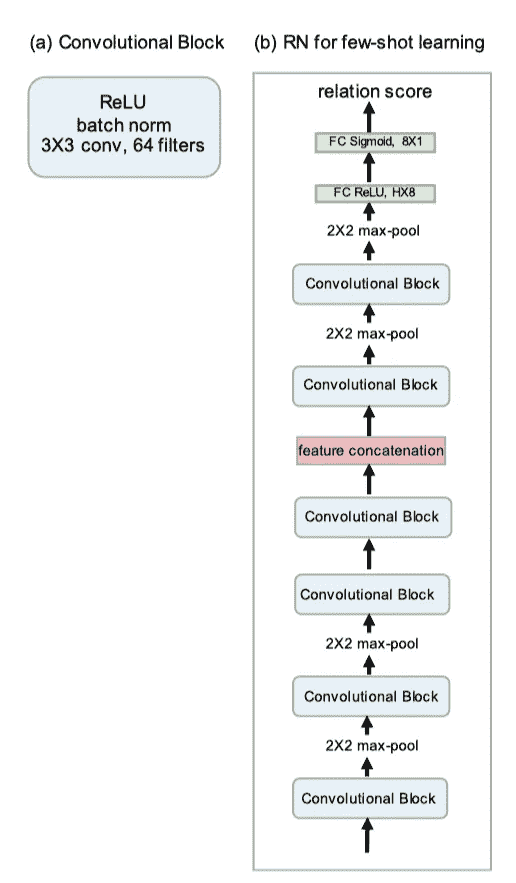 (a) Convolutional Block
ReLU
batch norm
3X3 conv, 64 filters
(b) RN for few-shot learning
relation score
FC Sigmoid, 8X1
FC ReLU, HX8
2X2 max-pool
Convolutional Block
2X2 max-pool
Convolutional Block
feature concatenation
Convolutional Block
Convolutional Block
2X2 max-pool
Convolutional Block
2X2 max-pool
Convolutional Block